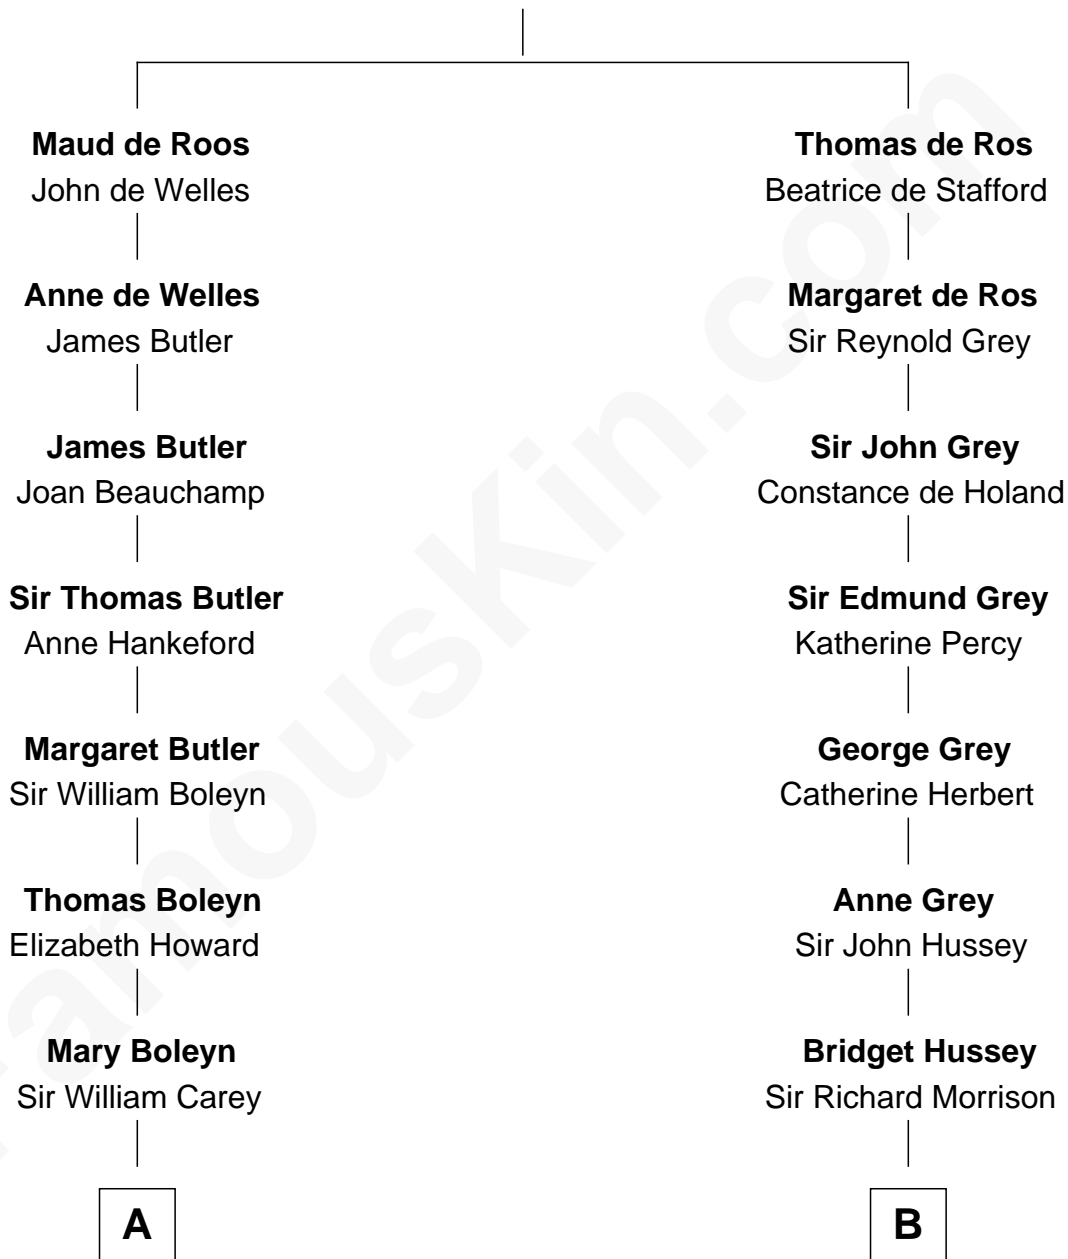 Maud de Roos
John de Welles
Thomas de Ros
Beatrice de Stafford
Anne de Welles
James Butler
Margaret de Ros
Sir Reynold Grey
James Butler
Joan Beauchamp
Sir John Grey
Constance de Holand
Sir Thomas Butler
Anne Hankeford
Sir Edmund Grey
Katherine Percy
Margaret Butler
Sir William Boleyn
George Grey
Catherine Herbert
Thomas Boleyn
Elizabeth Howard
Anne Grey
Sir John Hussey
Mary Boleyn
Sir William Carey
Bridget Hussey
Sir Richard Morrison
A
B
FamousKin.com